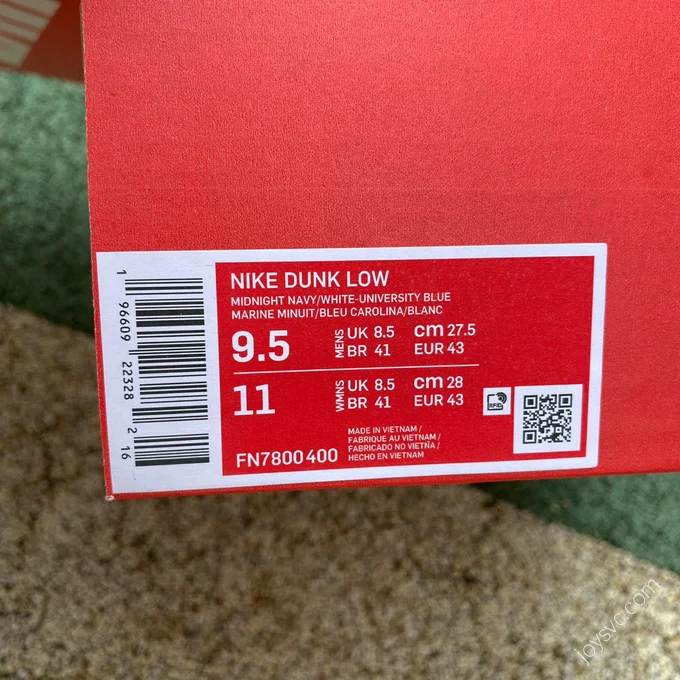 NIKE DUNK LOW
MIDNIGHT NAVY/WHITE-UNIVERSITY BLUE
MARINE MINUIT/BLEU CAROLINA/BLANC
9.5 MENS UK 8.5 cm 27.5
BR 41 EUR 43
11 WMNS UK 8.5 cm 28
BR 41 EUR 43
RFID
FN7800 400
MADE IN VIETNAM /
FABRIQUE AU VIETNAM /
FABRICADO NO VIETNÃ /
HECHO EN VIETNAM
1 96609 22328 2 16
joysvc.com